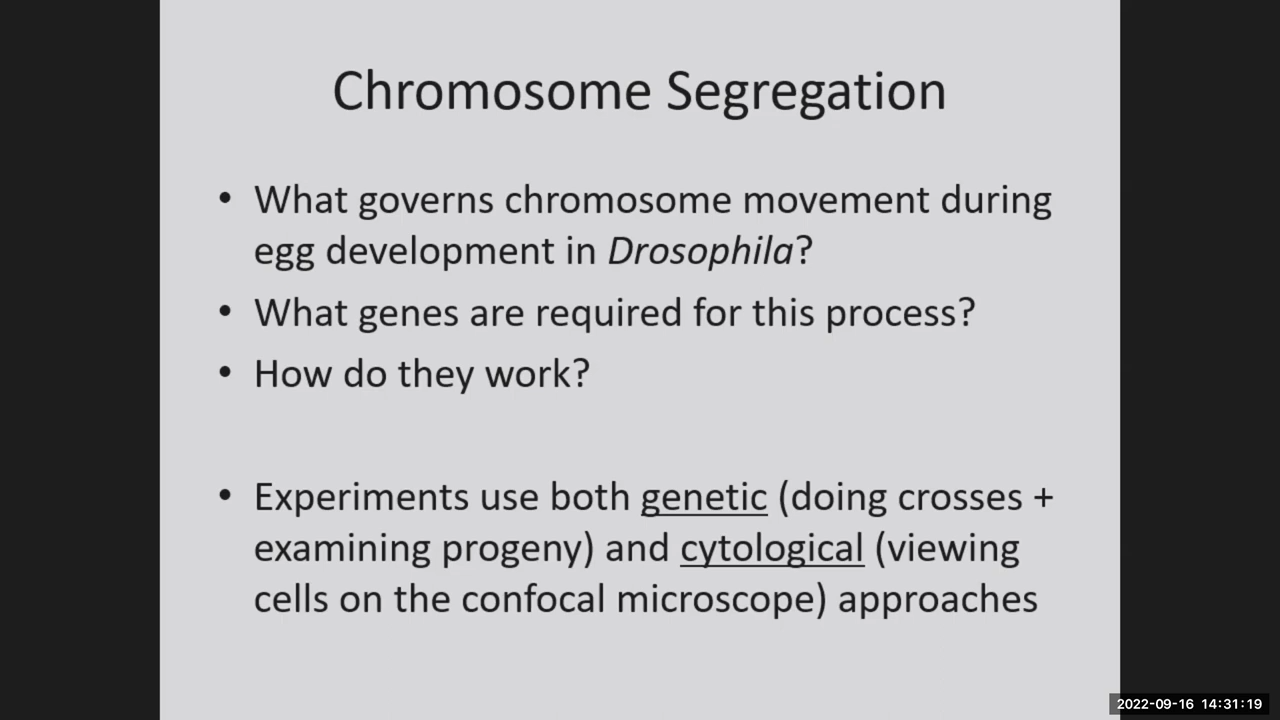 Chromosome Segregation
• What governs chromosome movement during
egg development in Drosophila?
• What genes are required for this process?
• How do they work?
• Experiments use both genetic (doing crosses +
examining progeny) and cytological (viewing
cells on the confocal microscope) approaches
2022-09-16 14:31:19